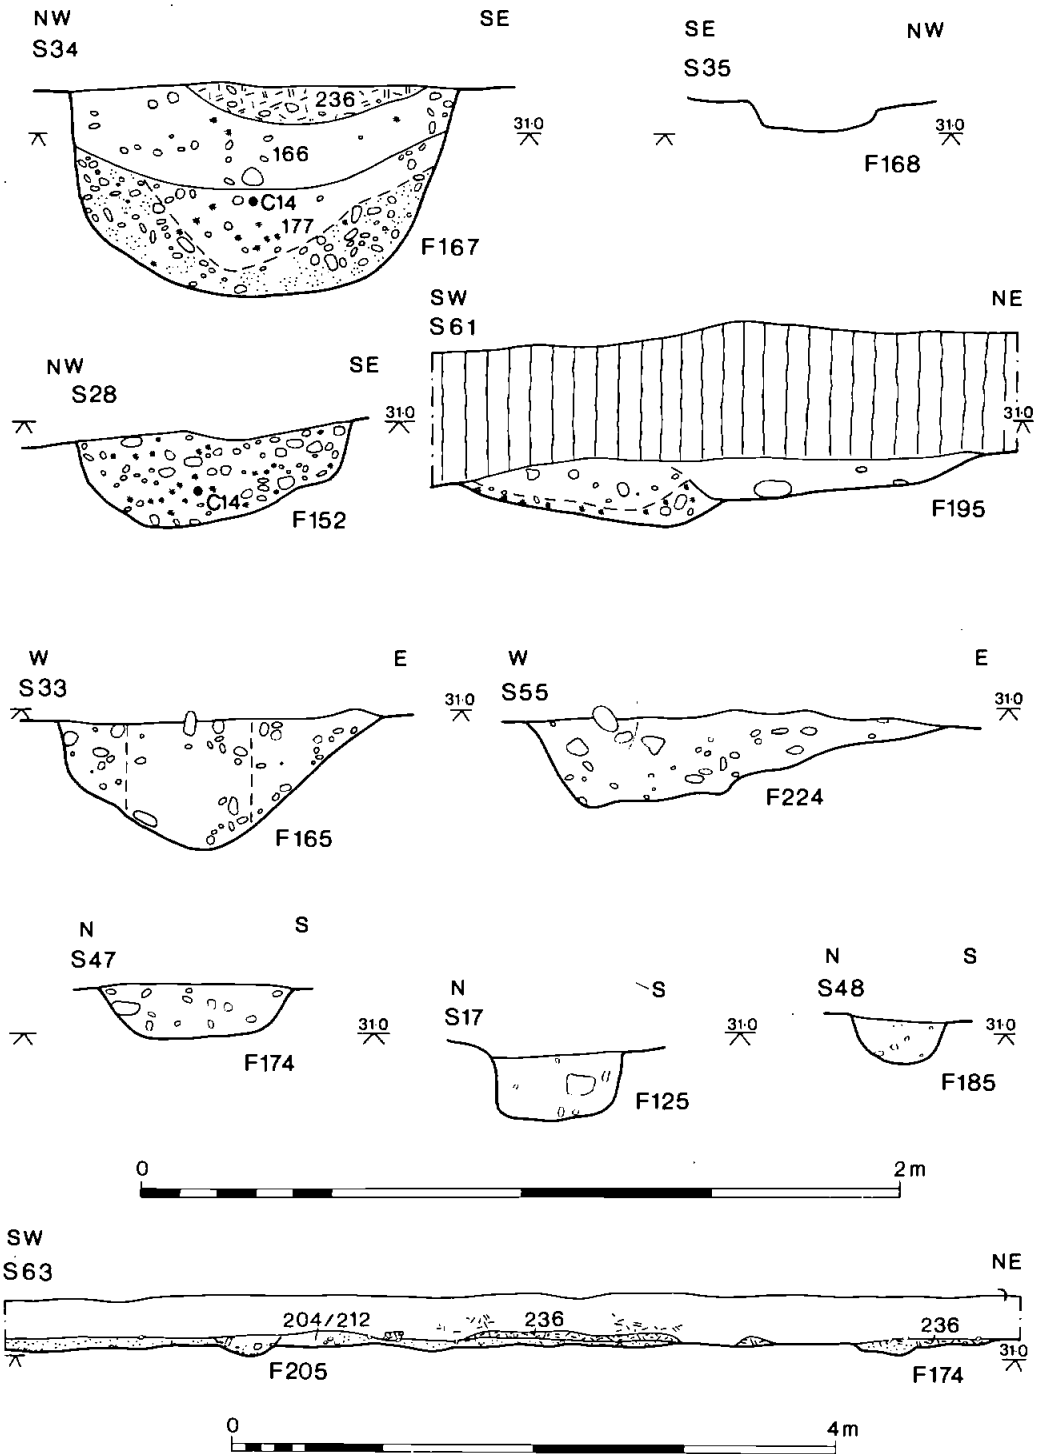 NW SE
S34
236
31·0
166
C14
177
F167
SE NW
S35
31·0
F168
NW SE
S28
31·0
C14
F152
SW NE
S61
31·0
F195
W E
S33
31·0
F165
W E
S55
31·0
F224
N S
S47
31·0
F174
N S
S17
31·0
F125
N S
S48
31·0
F185
0 2m
SW NE
S63
204/212 236 236
31·0
F205 F174
0 4m